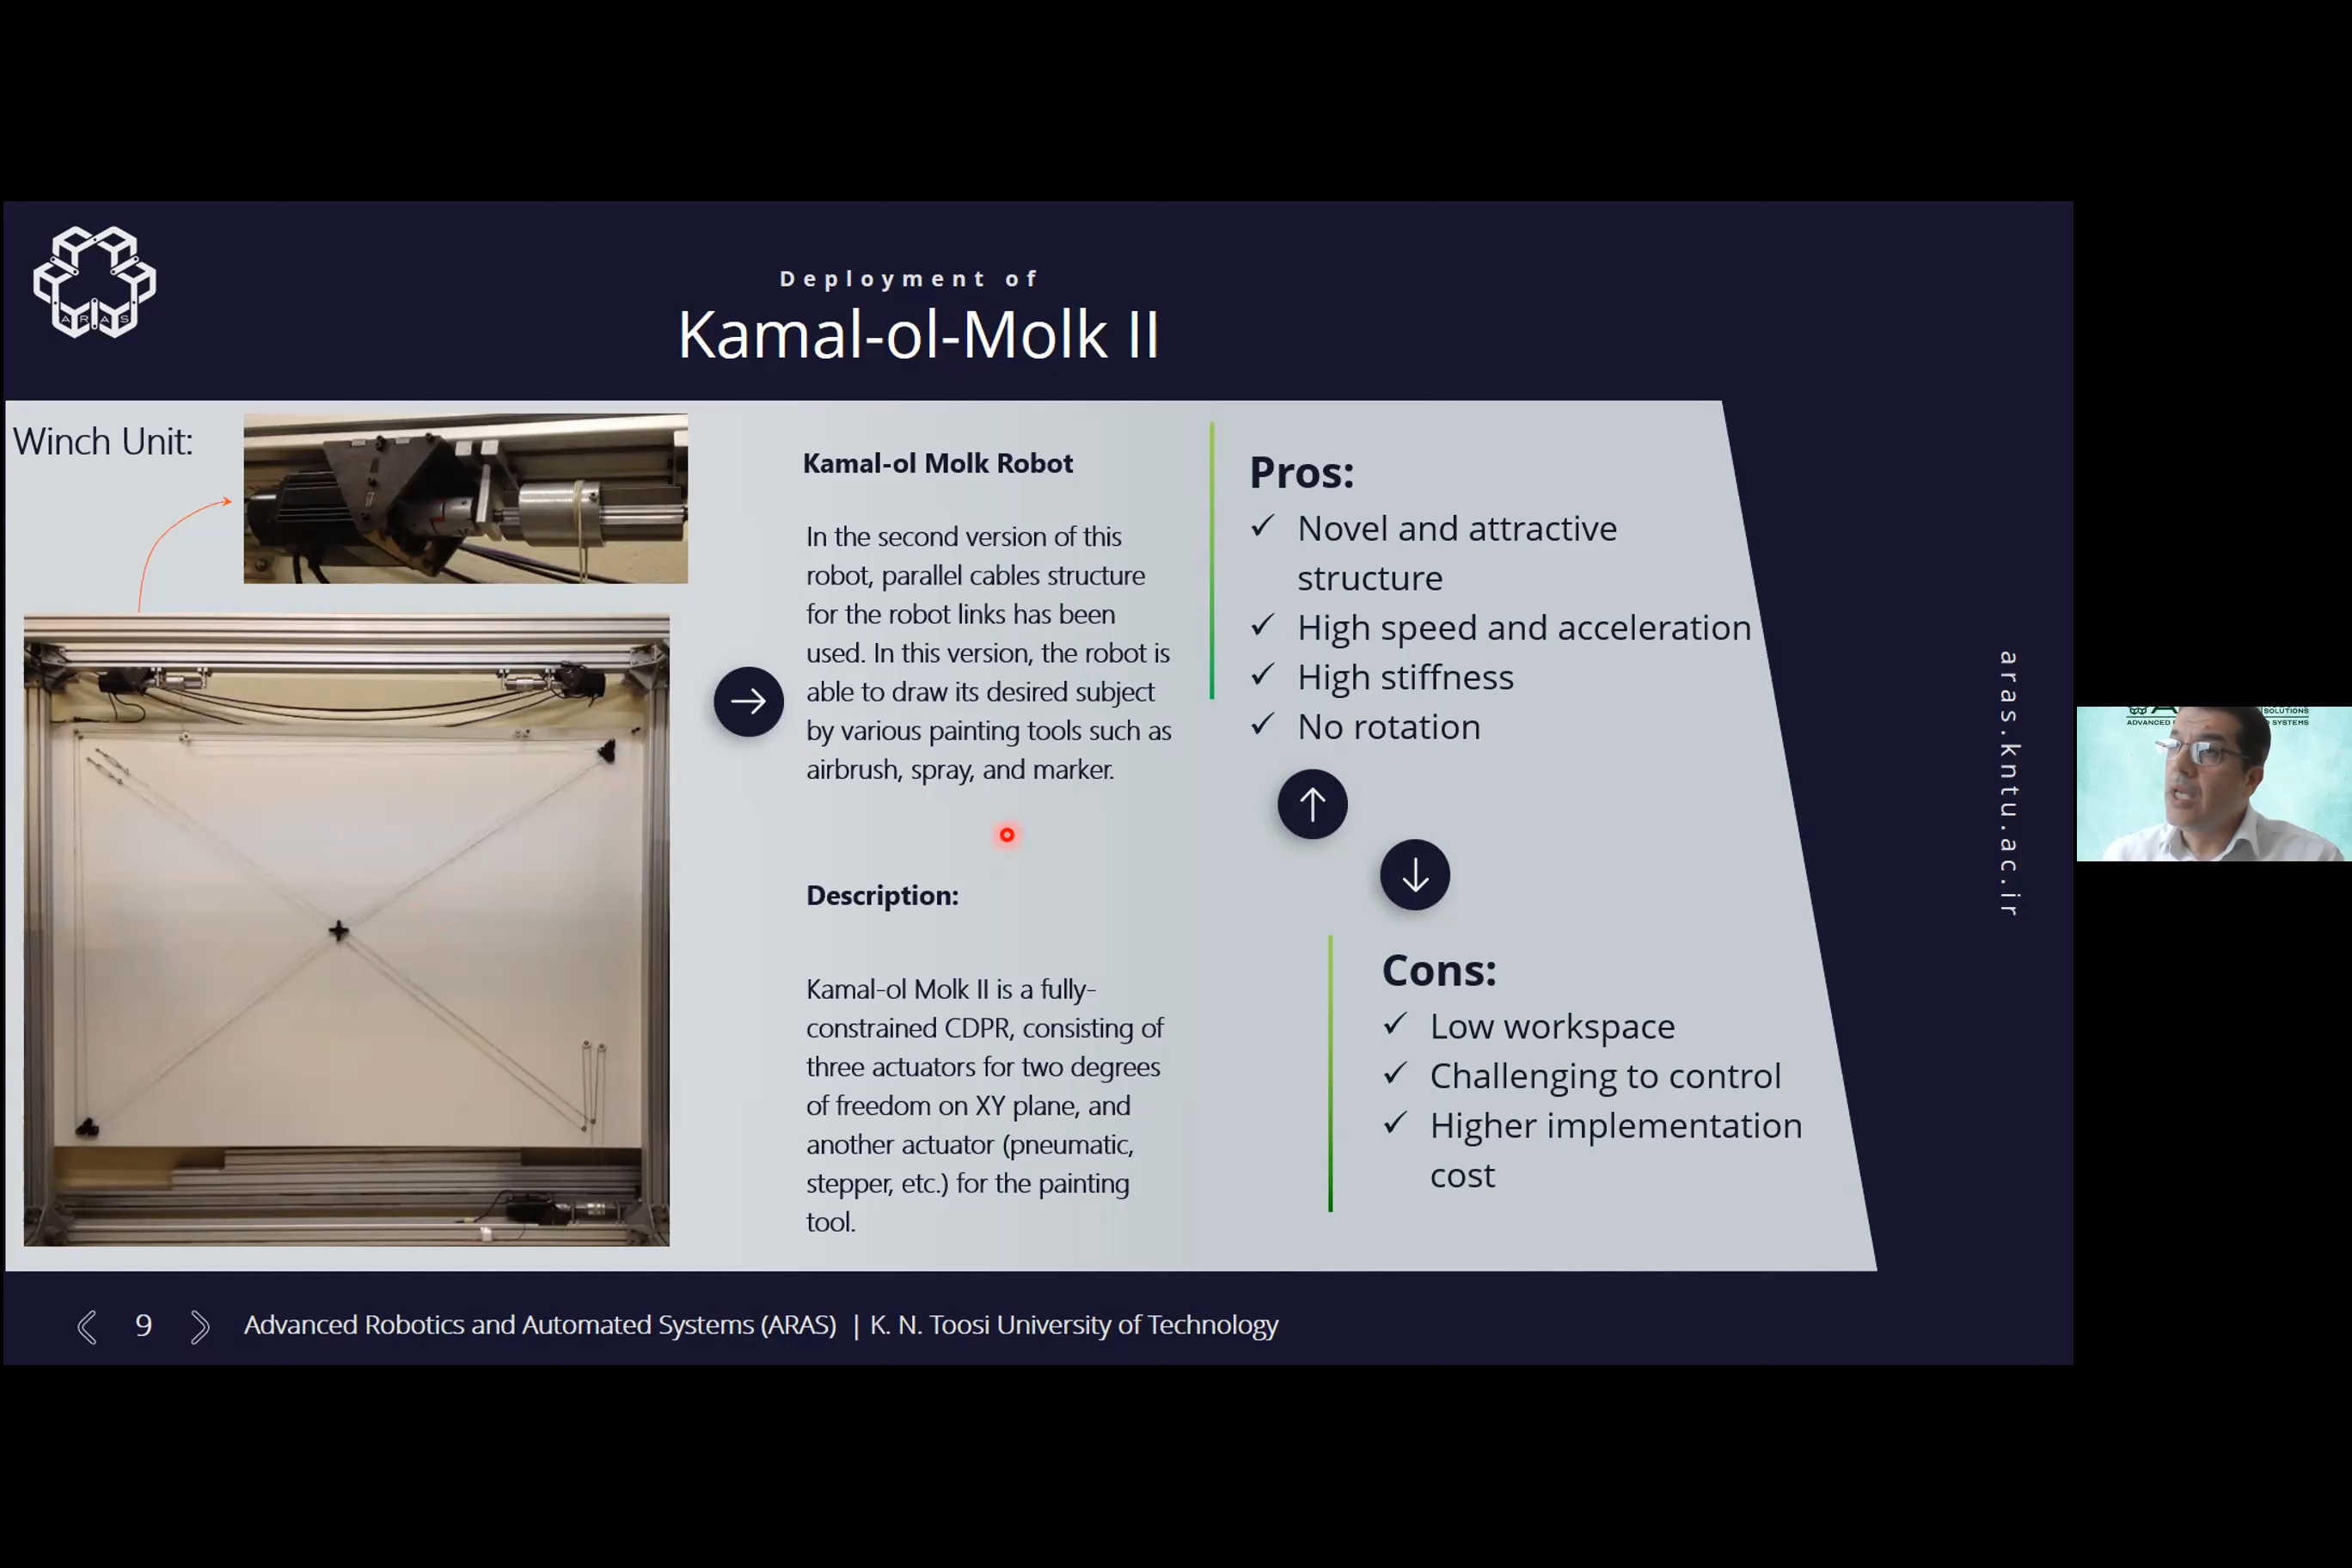 ARAS
Deployment of
Kamal-ol-Molk II
Winch Unit:
Kamal-ol Molk Robot
In the second version of this
robot, parallel cables structure
for the robot links has been
used. In this version, the robot is
able to draw its desired subject
by various painting tools such as
airbrush, spray, and marker.
Description:
Kamal-ol Molk II is a fully-
constrained CDPR, consisting of
three actuators for two degrees
of freedom on XY plane, and
another actuator (pneumatic,
stepper, etc.) for the painting
tool.
Pros:
✓ Novel and attractive
structure
✓ High speed and acceleration
✓ High stiffness
✓ No rotation
Cons:
✓ Low workspace
✓ Challenging to control
✓ Higher implementation
cost
aras.kntu.ac.ir
SOLUTIONS
ADVANCED
SYSTEMS
9
Advanced Robotics and Automated Systems (ARAS) | K. N. Toosi University of Technology